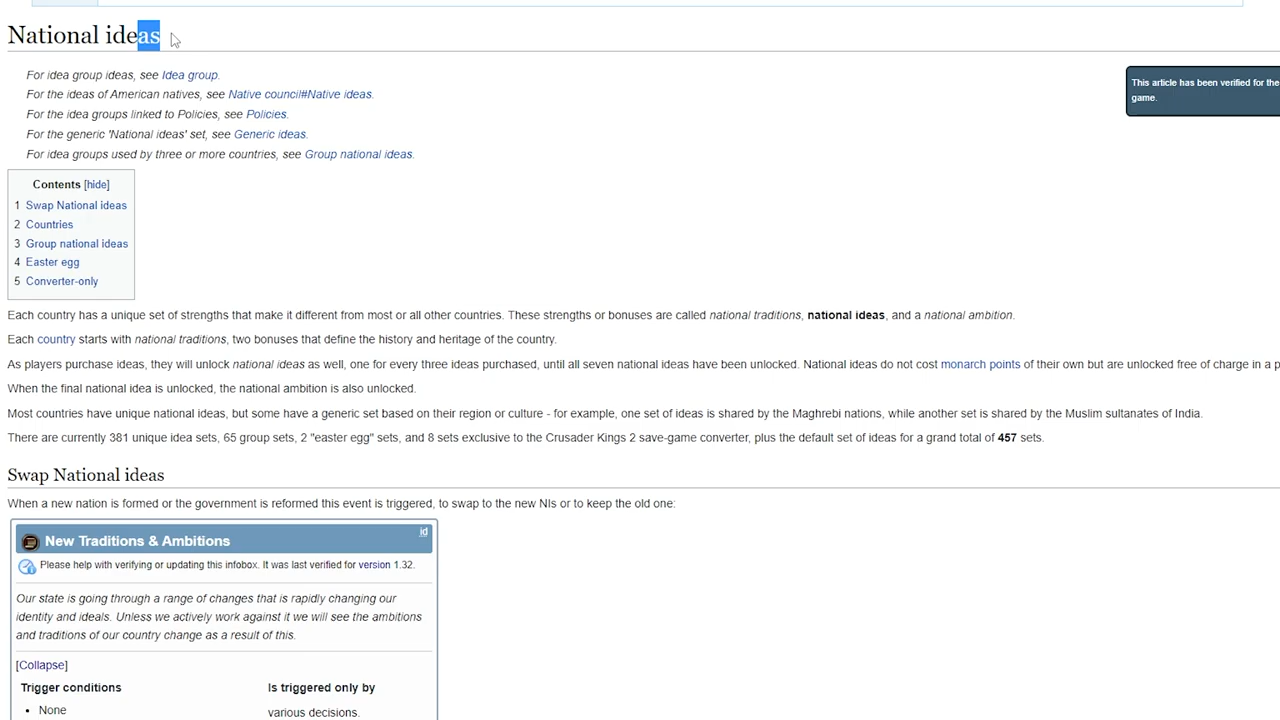 National ideas
For idea group ideas, see Idea group.
For the ideas of American natives, see Native council#Native ideas.
For the idea groups linked to Policies, see Policies.
For the generic 'National ideas' set, see Generic ideas.
For idea groups used by three or more countries, see Group national ideas.
This article has been verified for the
game.
Contents [hide]
1 Swap National ideas
2 Countries
3 Group national ideas
4 Easter egg
5 Converter-only
Each country has a unique set of strengths that make it different from most or all other countries. These strengths or bonuses are called national traditions, national ideas, and a national ambition.
Each country starts with national traditions, two bonuses that define the history and heritage of the country.
As players purchase ideas, they will unlock national ideas as well, one for every three ideas purchased, until all seven national ideas have been unlocked. National ideas do not cost monarch points of their own but are unlocked free of charge in a p
When the final national idea is unlocked, the national ambition is also unlocked.
Most countries have unique national ideas, but some have a generic set based on their region or culture - for example, one set of ideas is shared by the Maghrebi nations, while another set is shared by the Muslim sultanates of India.
There are currently 381 unique idea sets, 65 group sets, 2 "easter egg" sets, and 8 sets exclusive to the Crusader Kings 2 save-game converter, plus the default set of ideas for a grand total of 457 sets.
Swap National ideas
When a new nation is formed or the government is reformed this event is triggered, to swap to the new NIs or to keep the old one:
New Traditions & Ambitions id
Please help with verifying or updating this infobox. It was last verified for version 1.32.
Our state is going through a range of changes that is rapidly changing our
identity and ideals. Unless we actively work against it we will see the ambitions
and traditions of our country change as a result of this.
[Collapse]
Trigger conditions Is triggered only by
• None various decisions.